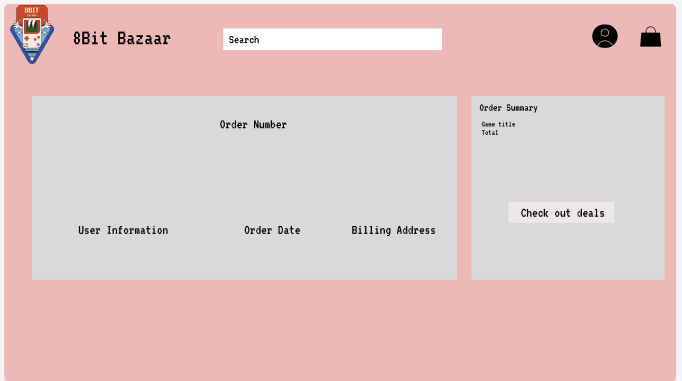 8BIT
8Bit Bazaar
Search
Order Number
User Information
Order Date
Billing Address
Order Summary
Game title
Total
Check out deals